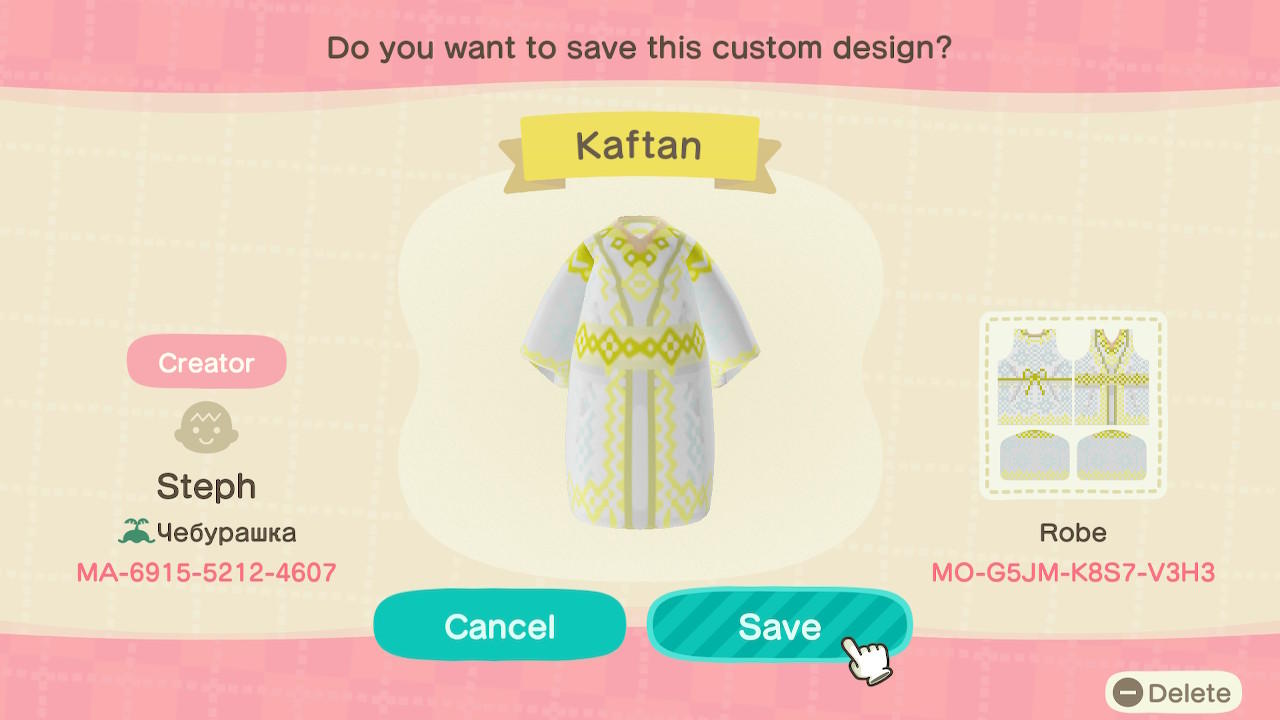 Do you want to save this custom design?
Kaftan
Creator
Steph
Чебурашка
MA-6915-5212-4607
Robe
MO-G5JM-K8S7-V3H3
Cancel
Save
Delete